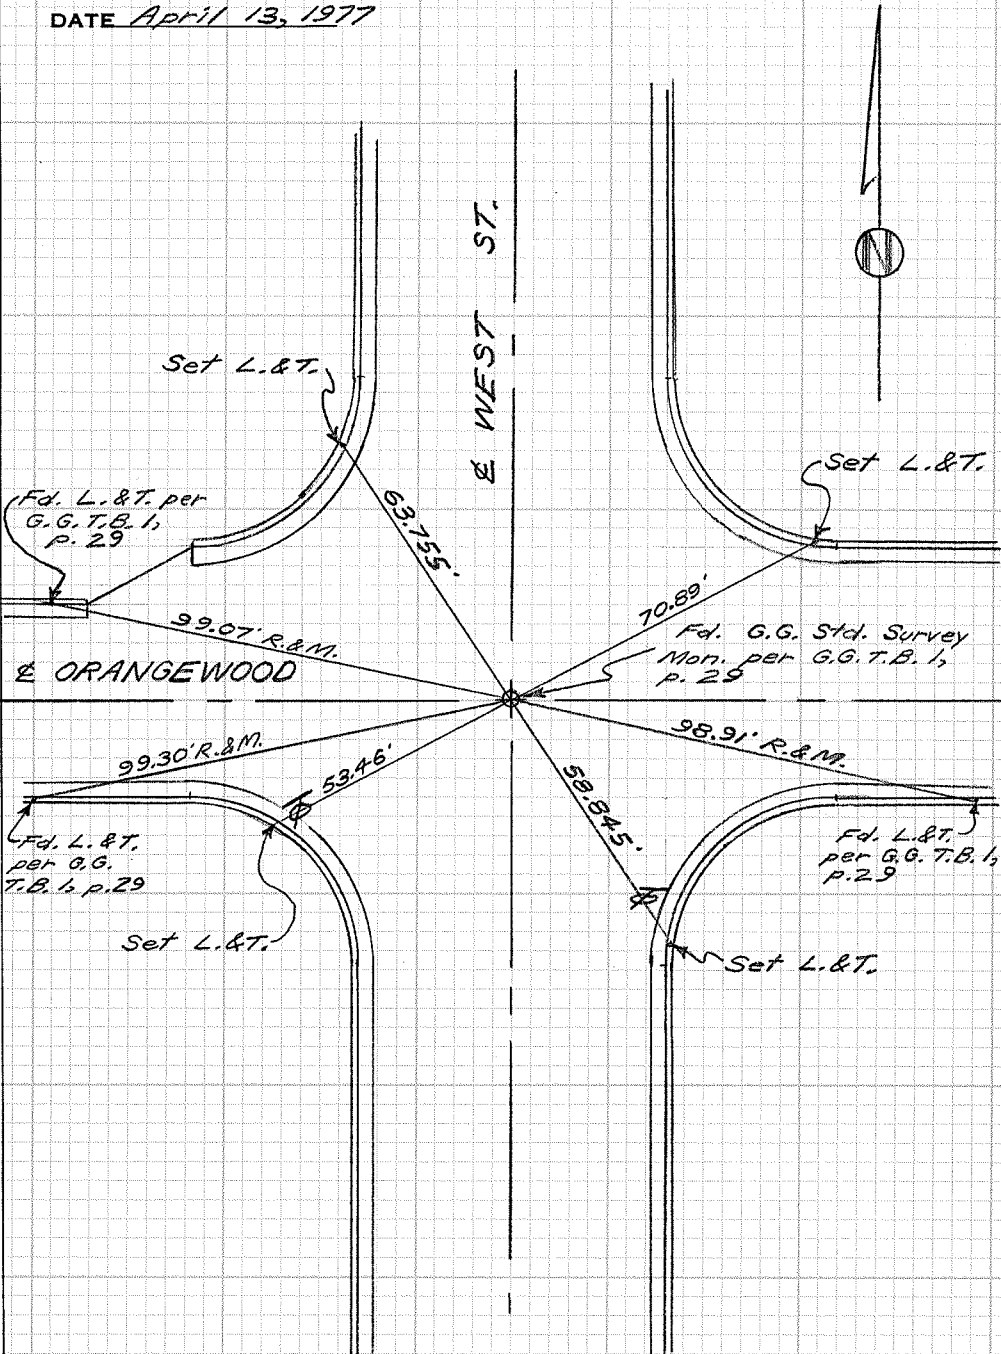 DATE April 13, 1977
N
℄ WEST ST.
Set L.&T.
63.755'
Set L.&T.
Fd. L.&T. per
G.G.T.B. 1,
p. 29
70.89'
99.07' R.&M.
Fd. G.G. Std. Survey
Mon. per G.G.T.B. 1,
p. 29
℄ ORANGEWOOD
99.30' R.&M.
53.46'
98.91' R.&M.
58.845'
Fd. L.&T.
per G.G.
T.B. 1, p.29
Fd. L.&T.
per G.G. T.B. 1,
p.29
Set L.&T.
Set L.&T.